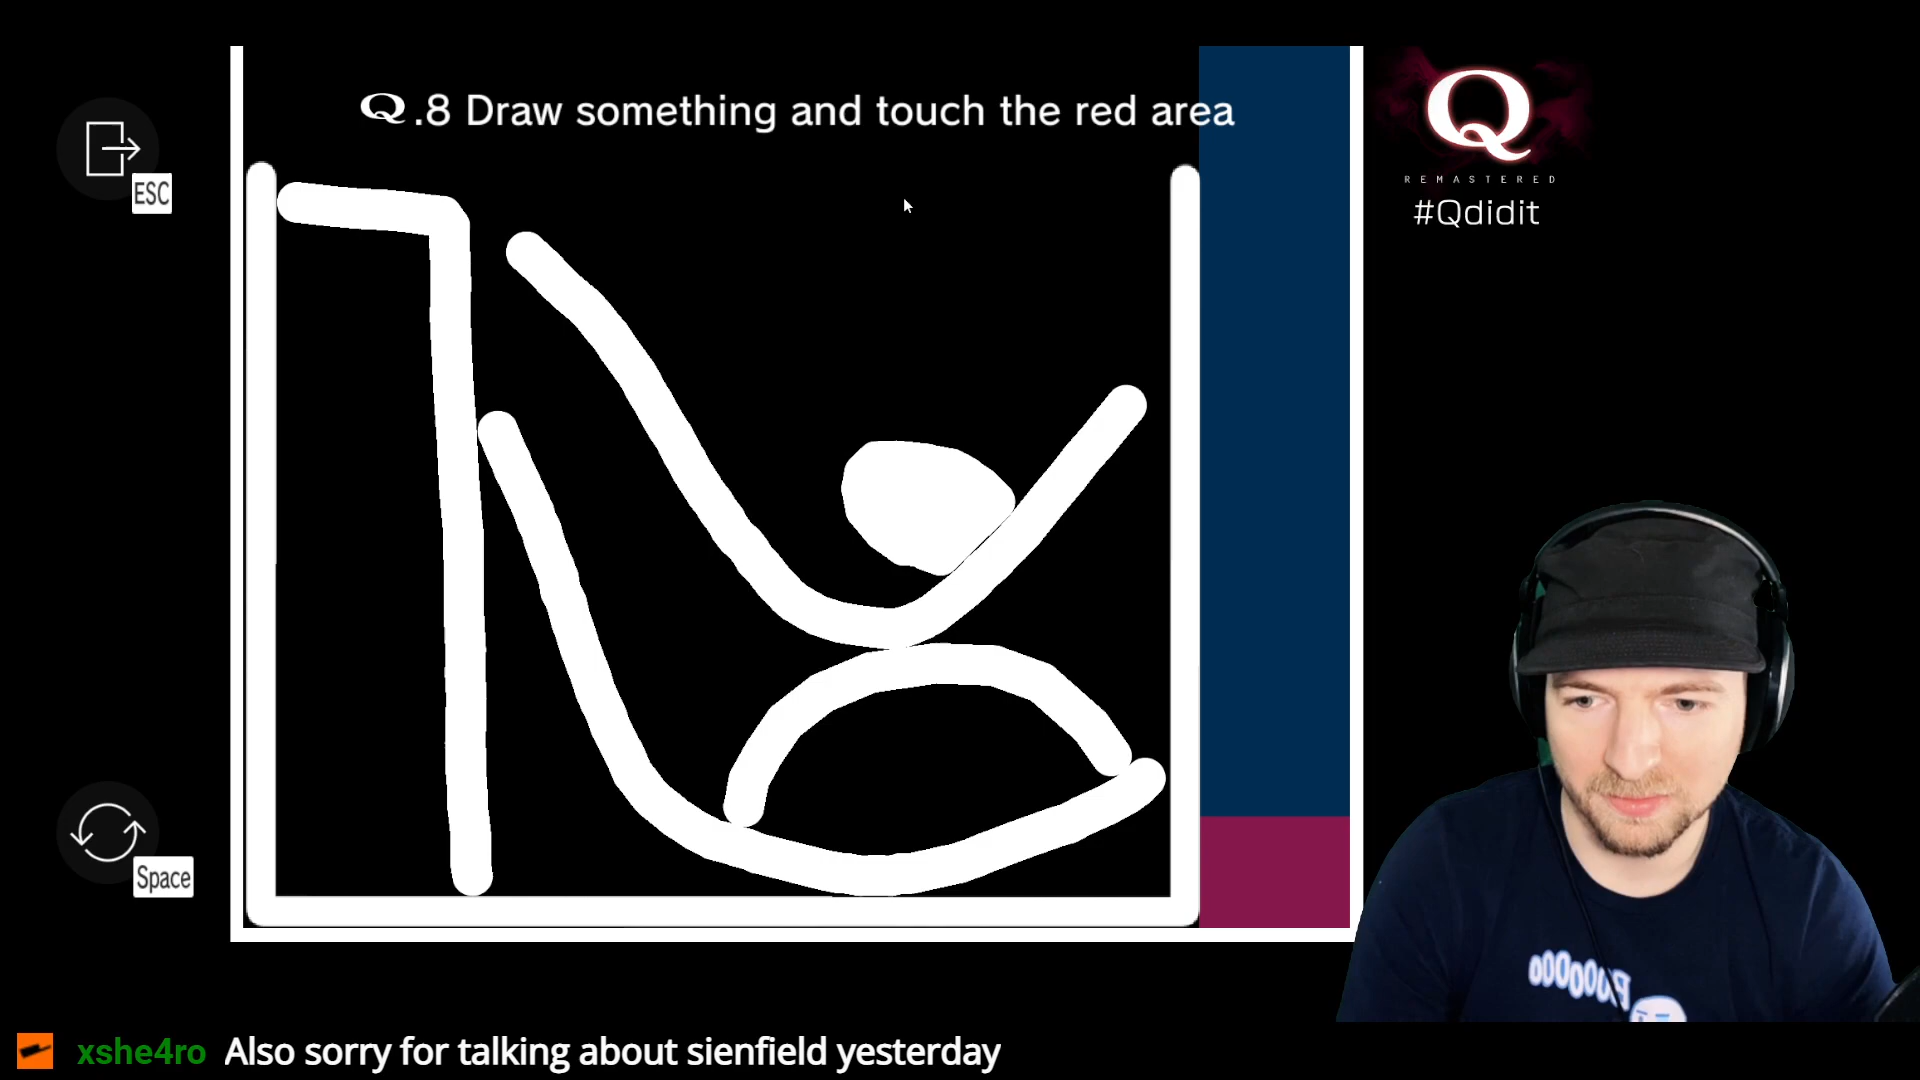 Q.8 Draw something and touch the red area
Q
REMASTERED
#Qdidit
ESC
Space
xshe4ro Also sorry for talking about sienfield yesterday